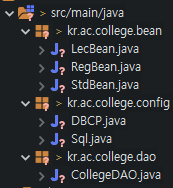 src/main/java
> kr.ac.college.bean
> LecBean.java
> RegBean.java
> StdBean.java
> kr.ac.college.config
> DBCP.java
> Sql.java
> kr.ac.college.dao
> CollegeDAO.java